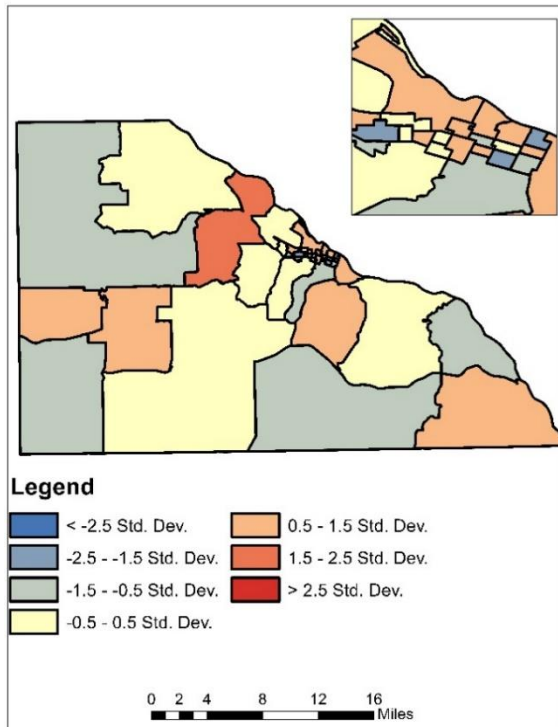 Legend
< -2.5 Std. Dev.
-2.5 - -1.5 Std. Dev.
-1.5 - -0.5 Std. Dev.
-0.5 - 0.5 Std. Dev.
0.5 - 1.5 Std. Dev.
1.5 - 2.5 Std. Dev.
> 2.5 Std. Dev.
0 2 4 8 12 16
Miles